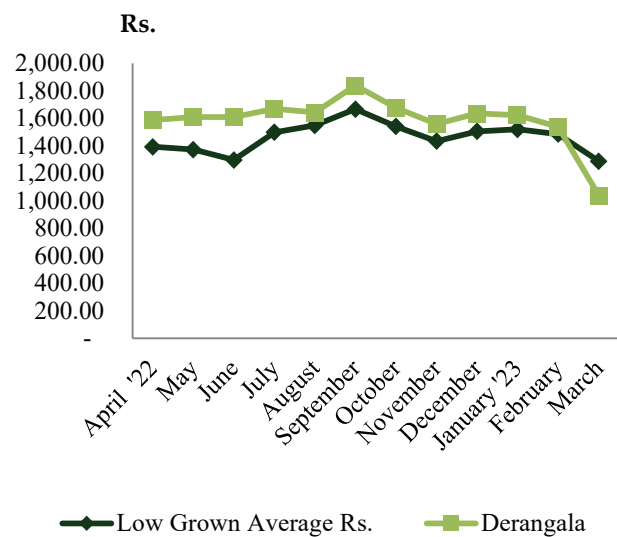 Rs.
2,000.00
1,800.00
1,600.00
1,400.00
1,200.00
1,000.00
800.00
600.00
400.00
200.00
-
April '22
May
June
July
August
September
October
November
December
January '23
February
March
Low Grown Average Rs.
Derangala